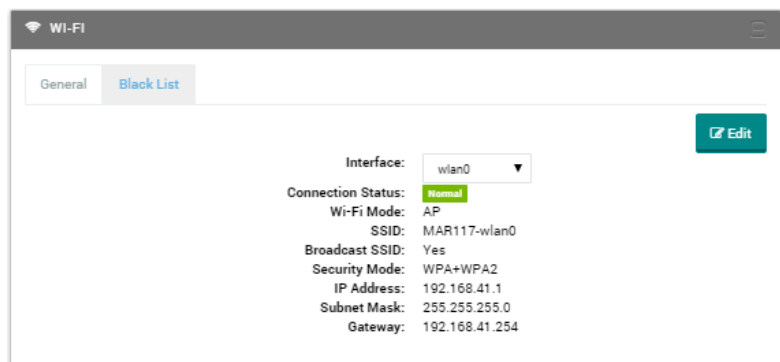 WI-FI
General Black List
Edit
Interface: wlan0
Connection Status: Normal
Wi-Fi Mode: AP
SSID: MAR117-wlan0
Broadcast SSID: Yes
Security Mode: WPA+WPA2
IP Address: 192.168.41.1
Subnet Mask: 255.255.255.0
Gateway: 192.168.41.254